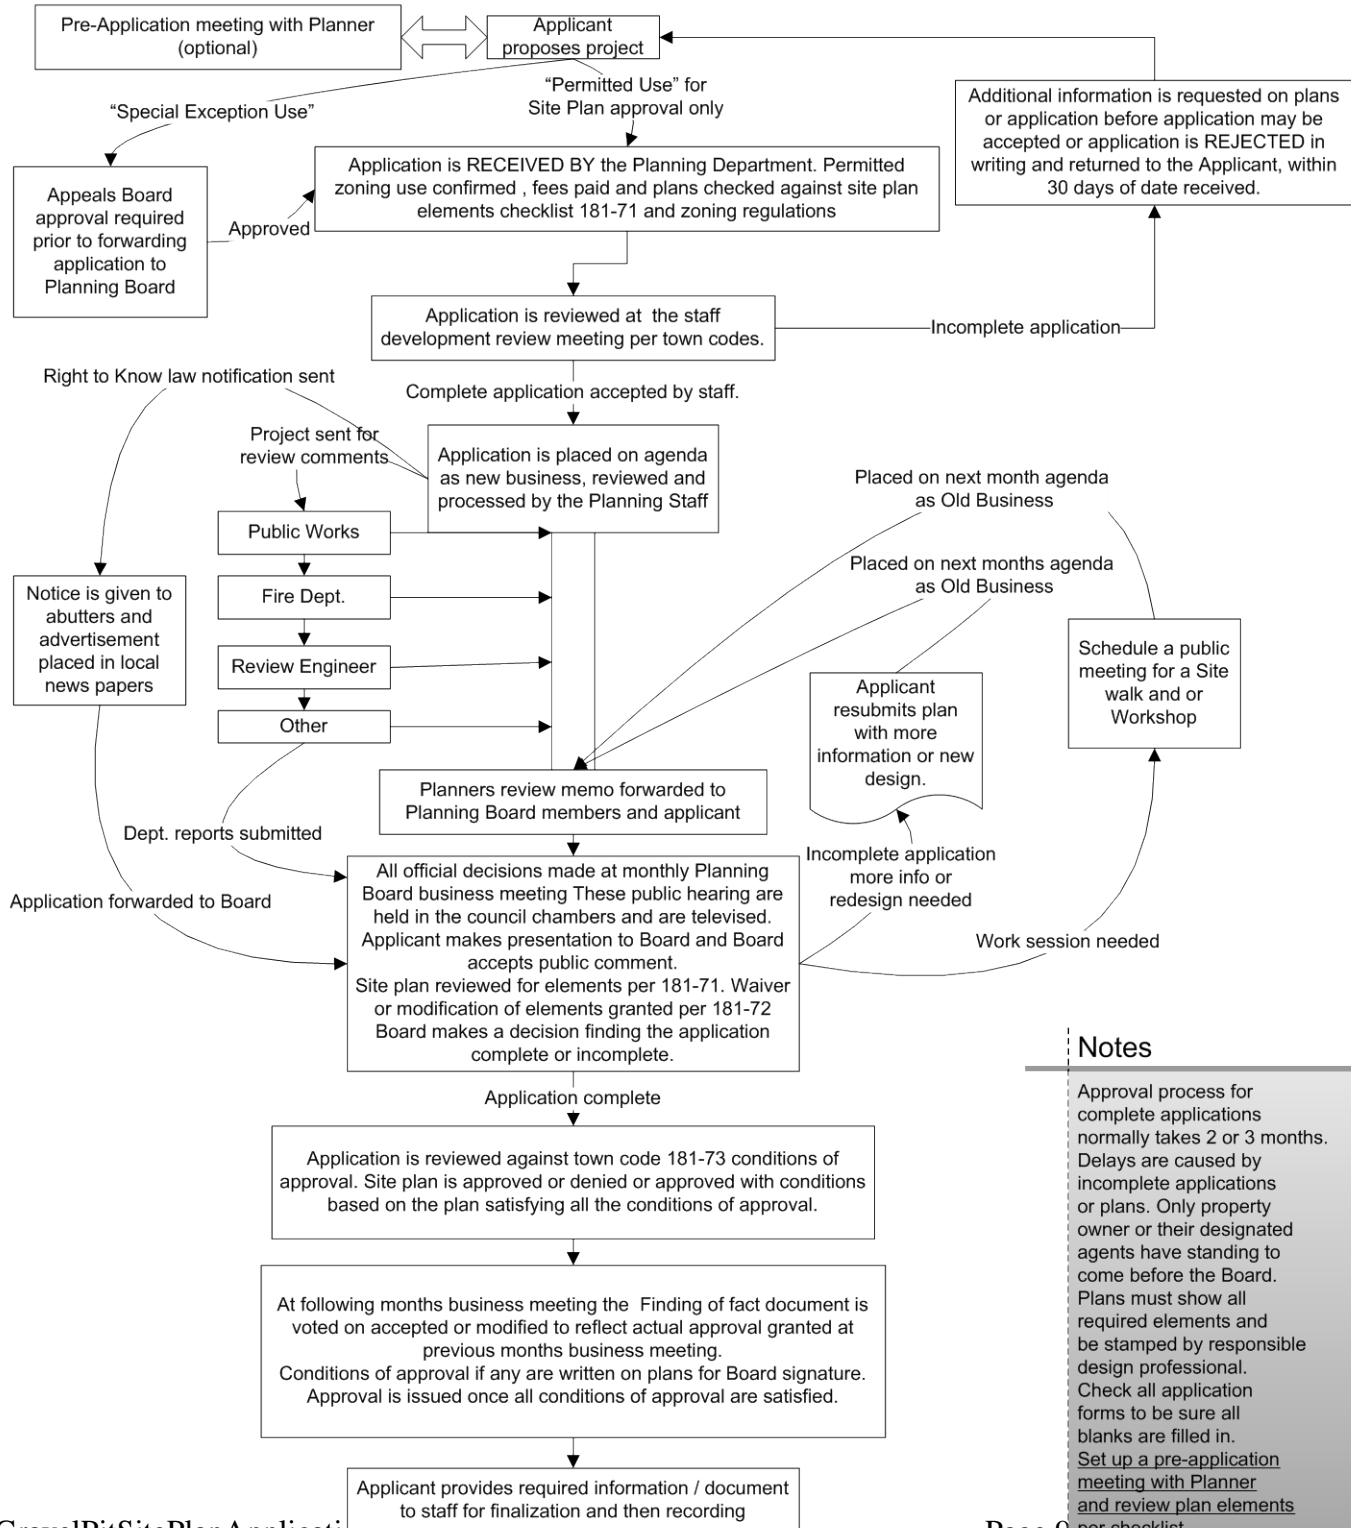 Pre-Application meeting with Planner
(optional)
Applicant
proposes project
"Permitted Use" for
Site Plan approval only
"Special Exception Use"
Additional information is requested on plans
or application before application may be
accepted or application is REJECTED in
writing and returned to the Applicant, within
30 days of date received.
Application is RECEIVED BY the Planning Department. Permitted
zoning use confirmed , fees paid and plans checked against site plan
elements checklist 181-71 and zoning regulations
Appeals Board
approval required
prior to forwarding
application to
Planning Board
Approved
Application is reviewed at the staff
development review meeting per town codes.
Incomplete application
Right to Know law notification sent
Complete application accepted by staff.
Project sent for
review comments
Application is placed on agenda
as new business, reviewed and
processed by the Planning Staff
Placed on next month agenda
as Old Business
Public Works
Placed on next months agenda
as Old Business
Fire Dept.
Notice is given to
abutters and
advertisement
placed in local
news papers
Review Engineer
Schedule a public
meeting for a Site
walk and or
Workshop
Other
Applicant
resubmits plan
with more
information or new
design.
Planners review memo forwarded to
Planning Board members and applicant
Dept. reports submitted
Incomplete application
more info or
redesign needed
Application forwarded to Board
Work session needed
All official decisions made at monthly Planning
Board business meeting These public hearing are
held in the council chambers and are televised.
Applicant makes presentation to Board and Board
accepts public comment.
Site plan reviewed for elements per 181-71. Waiver
or modification of elements granted per 181-72
Board makes a decision finding the application
complete or incomplete.
Application complete
Application is reviewed against town code 181-73 conditions of
approval. Site plan is approved or denied or approved with conditions
based on the plan satisfying all the conditions of approval.
At following months business meeting the Finding of fact document is
voted on accepted or modified to reflect actual approval granted at
previous months business meeting.
Conditions of approval if any are written on plans for Board signature.
Approval is issued once all conditions of approval are satisfied.
Applicant provides required information / document
to staff for finalization and then recording
Notes
Approval process for
complete applications
normally takes 2 or 3 months.
Delays are caused by
incomplete applications
or plans. Only property
owner or their designated
agents have standing to
come before the Board.
Plans must show all
required elements and
be stamped by responsible
design professional.
Check all application
forms to be sure all
blanks are filled in.
Set up a pre-application
meeting with Planner
and review plan elements
per checklist
Page